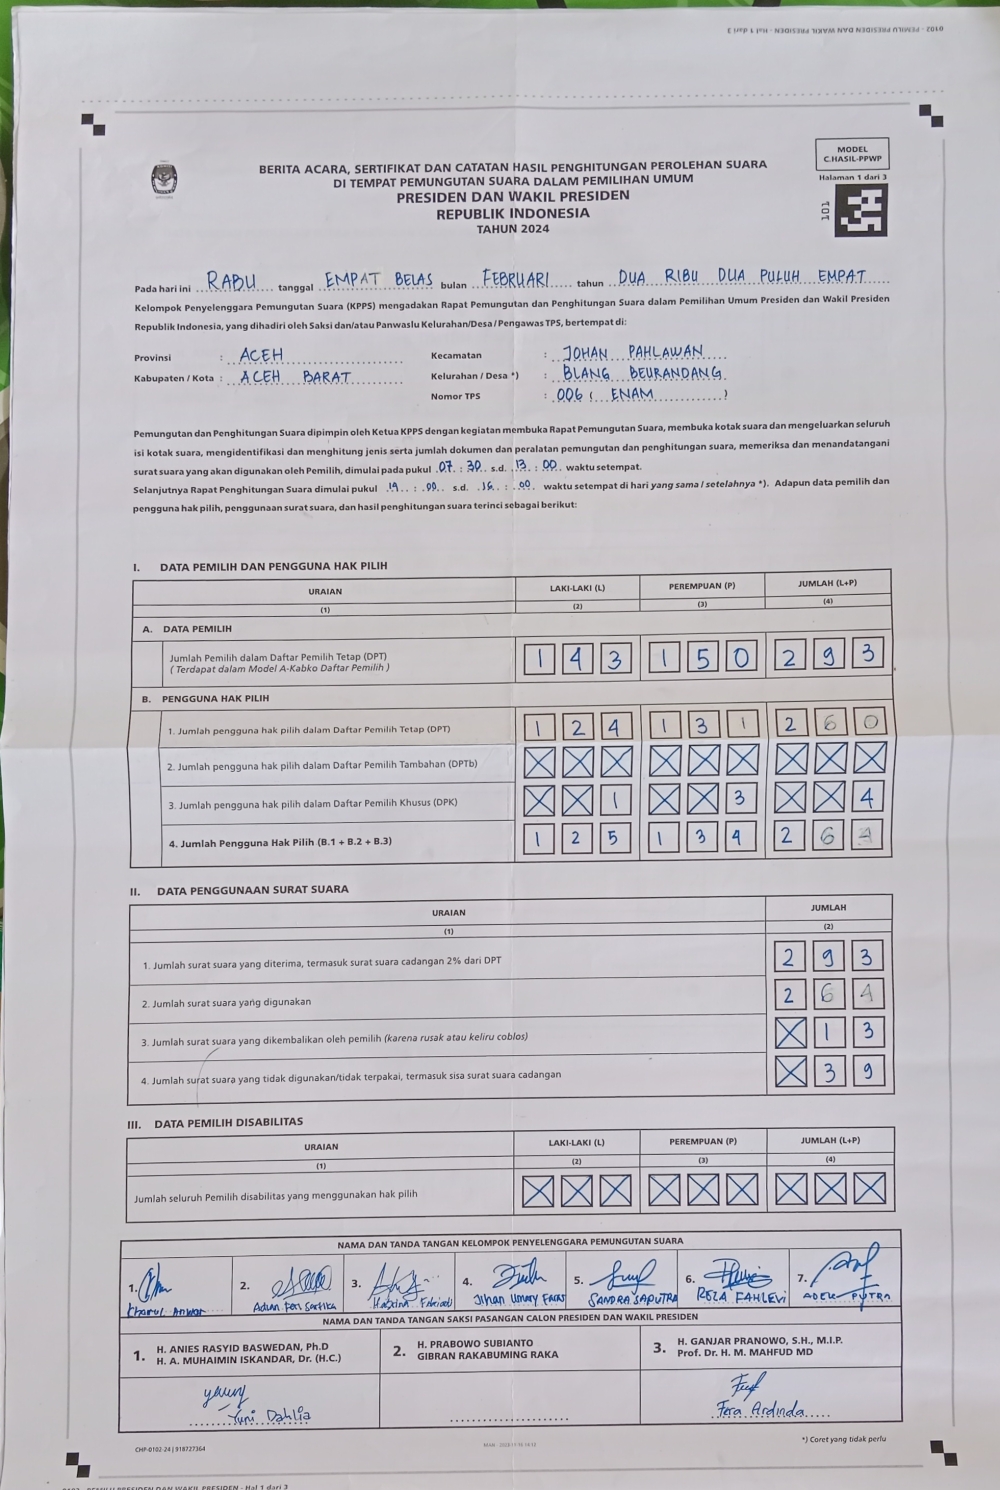 0102 - PEMILU PRESIDEN DAN WAKIL PRESIDEN - Hal 1 dari 3
MODEL
C.HASIL-PPWP
Halaman 1 dari 3
101
BERITA ACARA, SERTIFIKAT DAN CATATAN HASIL PENGHITUNGAN PEROLEHAN SUARA
DI TEMPAT PEMUNGUTAN SUARA DALAM PEMILIHAN UMUM
PRESIDEN DAN WAKIL PRESIDEN
REPUBLIK INDONESIA
TAHUN 2024
Pada hari ini RABU tanggal EMPAT BELAS bulan FEBRUARI tahun DUA RIBU DUA PULUH EMPAT
Kelompok Penyelenggara Pemungutan Suara (KPPS) mengadakan Rapat Pemungutan dan Penghitungan Suara dalam Pemilihan Umum Presiden dan Wakil Presiden
Republik Indonesia, yang dihadiri oleh Saksi dan/atau Panwaslu Kelurahan/Desa/Pengawas TPS, bertempat di:
Provinsi : ACEH Kecamatan : JOHAN PAHLAWAN
Kabupaten / Kota : ACEH BARAT Kelurahan / Desa *) : BLANG BEURANDANG
Nomor TPS : 006 ( ENAM )
Pemungutan dan Penghitungan Suara dipimpin oleh Ketua KPPS dengan kegiatan membuka Rapat Pemungutan Suara, membuka kotak suara dan mengeluarkan seluruh
isi kotak suara, mengidentifikasi dan menghitung jenis serta jumlah dokumen dan peralatan pemungutan dan penghitungan suara, memeriksa dan menandatangani
surat suara yang akan digunakan oleh Pemilih, dimulai pada pukul 07 : 30 s.d. 13 : 00 waktu setempat.
Selanjutnya Rapat Penghitungan Suara dimulai pukul 14 : 00 s.d. 16 : 00 waktu setempat di hari yang sama / setelahnya *). Adapun data pemilih dan
pengguna hak pilih, penggunaan surat suara, dan hasil penghitungan suara terinci sebagai berikut:
I. DATA PEMILIH DAN PENGGUNA HAK PILIH
URAIAN LAKI-LAKI (L) PEREMPUAN (P) JUMLAH (L+P)
(1) (2) (3) (4)
A. DATA PEMILIH
Jumlah Pemilih dalam Daftar Pemilih Tetap (DPT) 1 4 3 1 5 0 2 9 3
( Terdapat dalam Model A-Kabko Daftar Pemilih )
B. PENGGUNA HAK PILIH
1. Jumlah pengguna hak pilih dalam Daftar Pemilih Tetap (DPT) 1 2 4 1 3 1 2 6 0
2. Jumlah pengguna hak pilih dalam Daftar Pemilih Tambahan (DPTb) X X X X X X X X X
3. Jumlah pengguna hak pilih dalam Daftar Pemilih Khusus (DPK) X X 1 X X 3 X X 4
4. Jumlah Pengguna Hak Pilih (B.1 + B.2 + B.3) 1 2 5 1 3 4 2 6 4
II. DATA PENGGUNAAN SURAT SUARA
URAIAN JUMLAH
(1) (2)
1. Jumlah surat suara yang diterima, termasuk surat suara cadangan 2% dari DPT 2 9 3
2. Jumlah surat suara yang digunakan 2 6 4
3. Jumlah surat suara yang dikembalikan oleh pemilih (karena rusak atau keliru coblos) X 1 3
4. Jumlah surat suara yang tidak digunakan/tidak terpakai, termasuk sisa surat suara cadangan X 3 9
III. DATA PEMILIH DISABILITAS
URAIAN LAKI-LAKI (L) PEREMPUAN (P) JUMLAH (L+P)
(1) (2) (3) (4)
Jumlah seluruh Pemilih disabilitas yang menggunakan hak pilih X X X X X X X X X
NAMA DAN TANDA TANGAN KELOMPOK PENYELENGGARA PEMUNGUTAN SUARA
1. 2. 3. 4. 5. 6. 7.
Anwar SANDRA SAPUTRA REZA FAHLEVI ADE PUTRA
NAMA DAN TANDA TANGAN SAKSI PASANGAN CALON PRESIDEN DAN WAKIL PRESIDEN
1. H. ANIES RASYID BASWEDAN, Ph.D
H. A. MUHAIMIN ISKANDAR, Dr. (H.C.)
2. H. PRABOWO SUBIANTO
GIBRAN RAKABUMING RAKA
3. H. GANJAR PRANOWO, S.H., M.I.P.
Prof. Dr. H. M. MAHFUD MD
Yuni Dahlia
Fera Ardinda
*) Coret yang tidak perlu
CHP-0102-24 | 918727364
0102 - PEMILU PRESIDEN DAN WAKIL PRESIDEN - Hal 1 dari 3